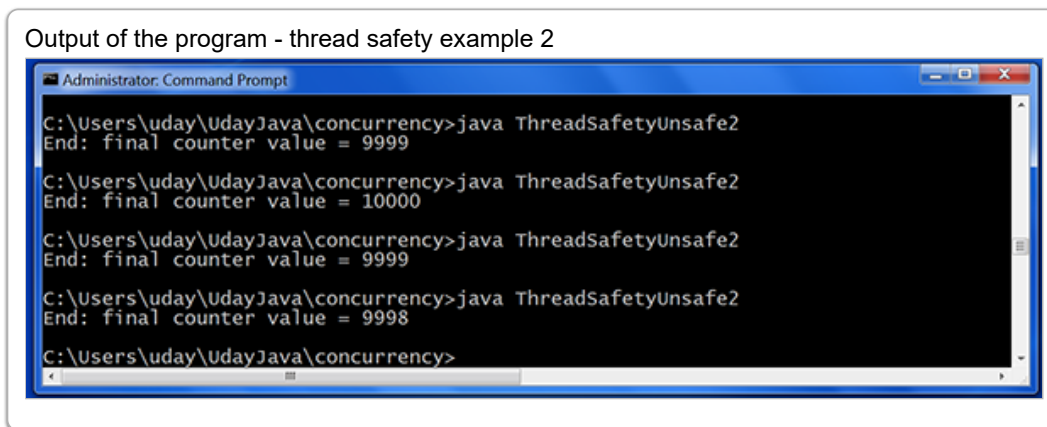 Output of the program - thread safety example 2
Administrator: Command Prompt
C:\Users\uday\UdayJava\concurrency>java ThreadSafetyUnsafe2
End: final counter value = 9999
C:\Users\uday\UdayJava\concurrency>java ThreadSafetyUnsafe2
End: final counter value = 10000
C:\Users\uday\UdayJava\concurrency>java ThreadSafetyUnsafe2
End: final counter value = 9999
C:\Users\uday\UdayJava\concurrency>java ThreadSafetyUnsafe2
End: final counter value = 9998
C:\Users\uday\UdayJava\concurrency>